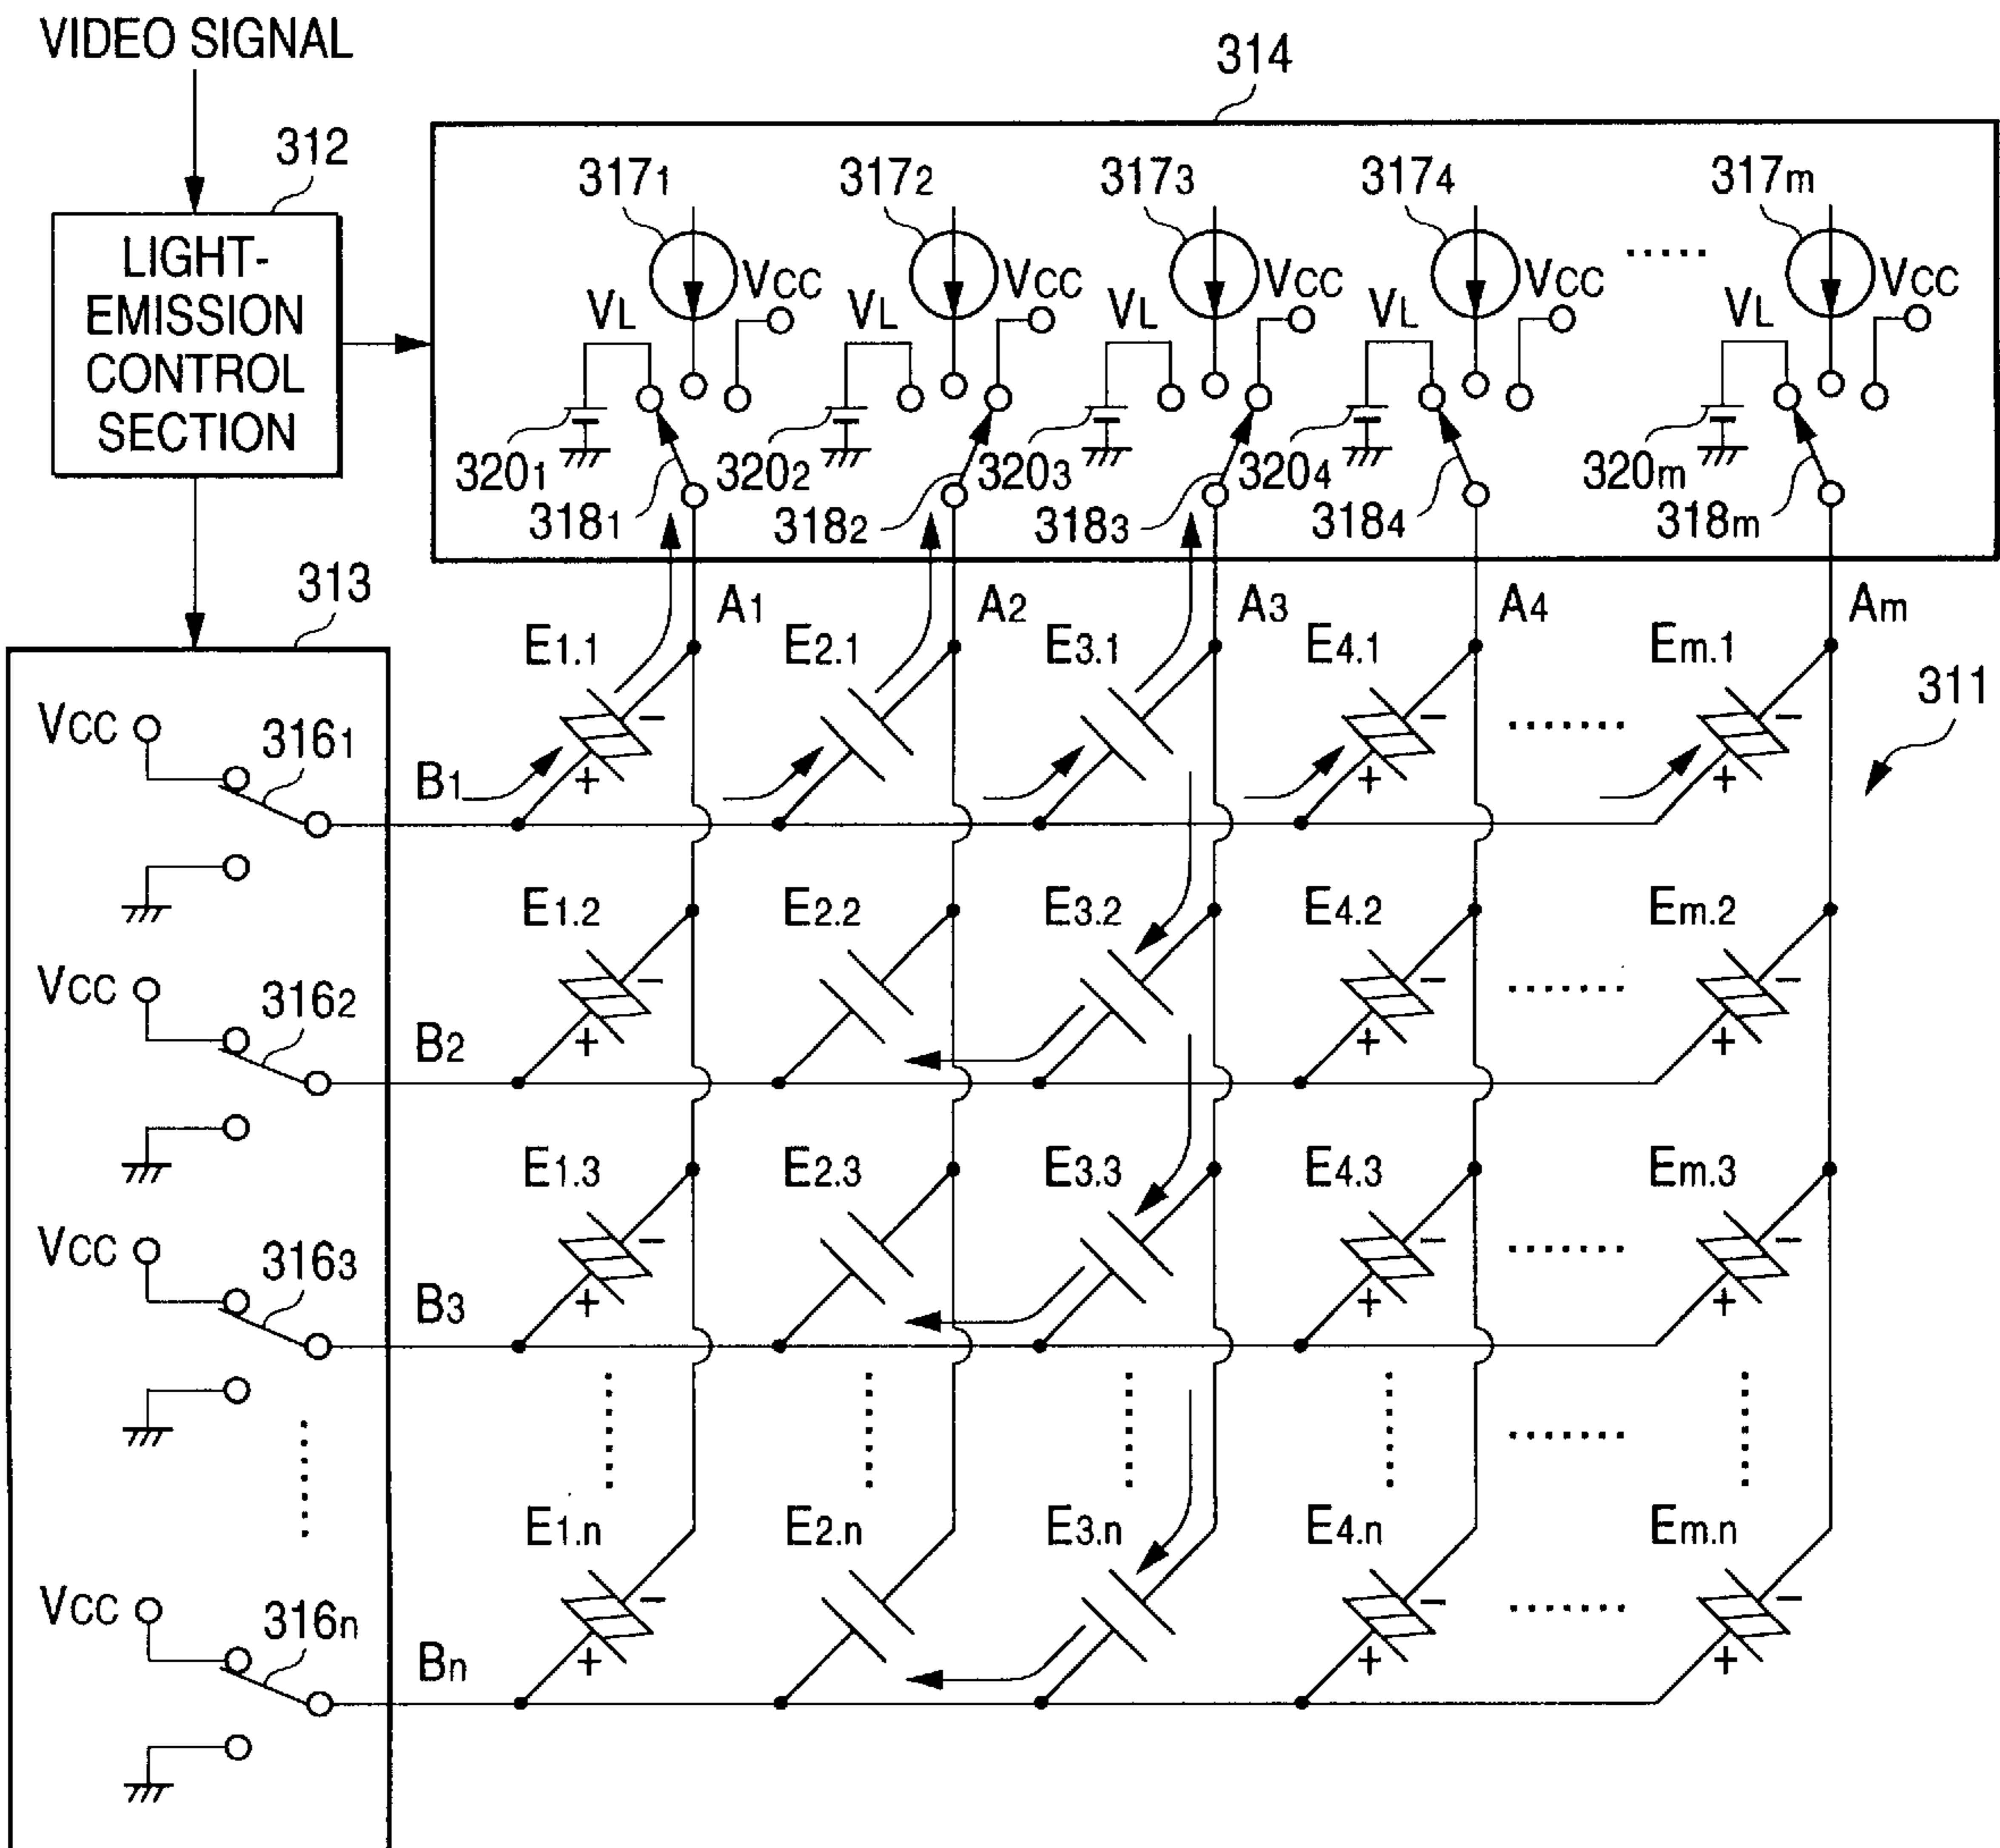 VIDEO SIGNAL
314
312
LIGHT-
EMISSION
CONTROL
SECTION
3171 3172 3173 3174 ..... 317m
VCC VCC VCC VCC VCC
VL VL VL VL VL
3201 3202 3203 3204 320m
3181 3182 3183 3184 318m
313
A1 A2 A3 A4 Am
E1.1 E2.1 E3.1 E4.1 Em.1
311
VCC 3161
− − ....... −
B1 + + +
E1.2 E2.2 E3.2 E4.2 Em.2
VCC 3162
− − ....... −
B2 + + +
E1.3 E2.3 E3.3 E4.3 Em.3
VCC 3163
− − ....... −
B3 + + +
.......
E1.n E2.n E3.n E4.n Em.n
VCC 316n
− − ....... −
Bn + + +